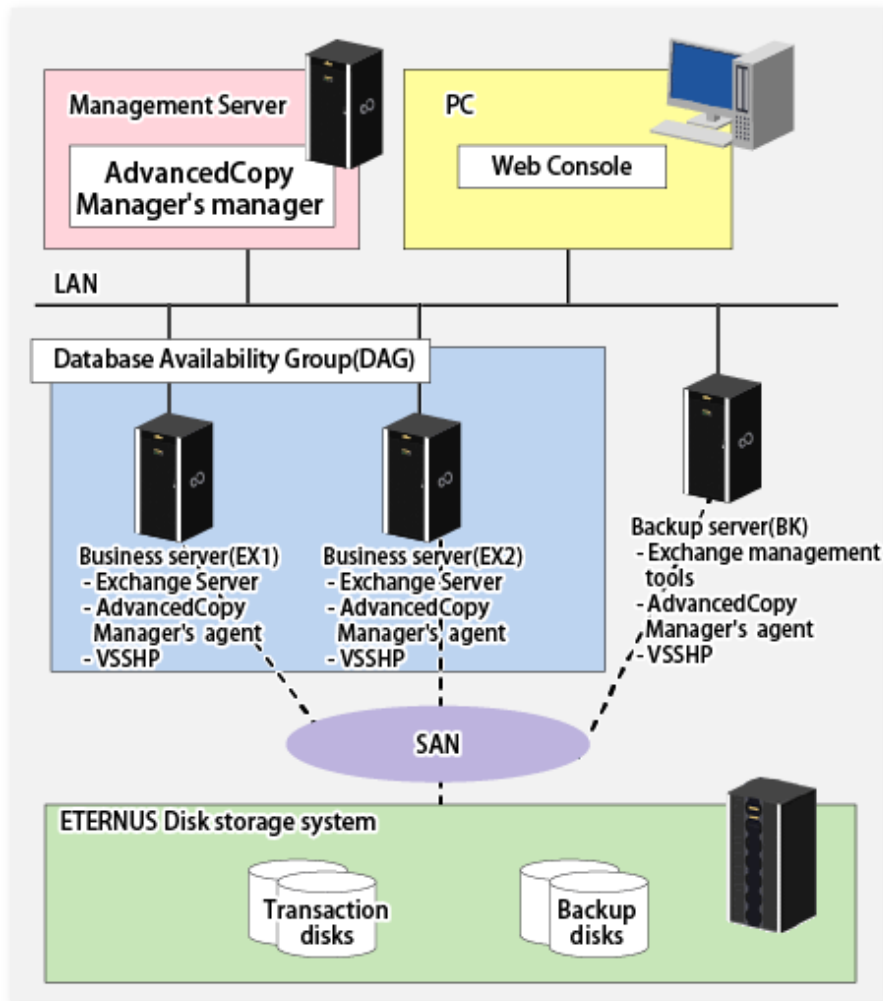 Management Server
AdvancedCopy
Manager's manager
PC
Web Console
LAN
Database Availability Group(DAG)
Business server(EX1)
- Exchange Server
- AdvancedCopy
Manager's agent
- VSSHP
Business server(EX2)
- Exchange Server
- AdvancedCopy
Manager's agent
- VSSHP
Backup server(BK)
- Exchange management
tools
- AdvancedCopy
Manager's agent
- VSSHP
SAN
ETERNUS Disk storage system
Transaction
disks
Backup
disks